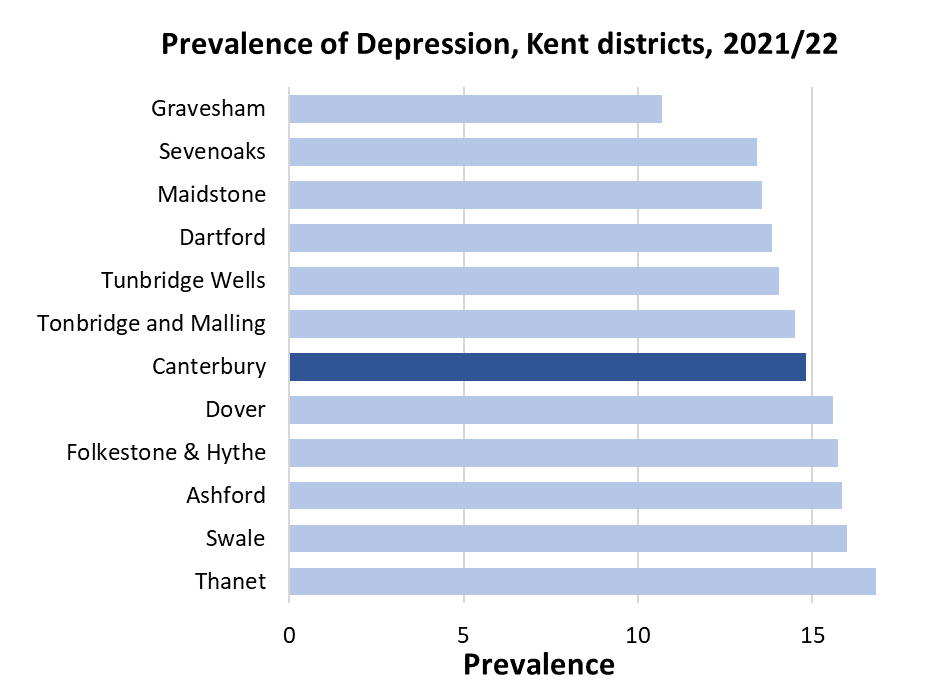 Prevalence of Depression, Kent districts, 2021/22
Gravesham
Sevenoaks
Maidstone
Dartford
Tunbridge Wells
Tonbridge and Malling
Canterbury
Dover
Folkestone & Hythe
Ashford
Swale
Thanet
0 5 10 15
Prevalence